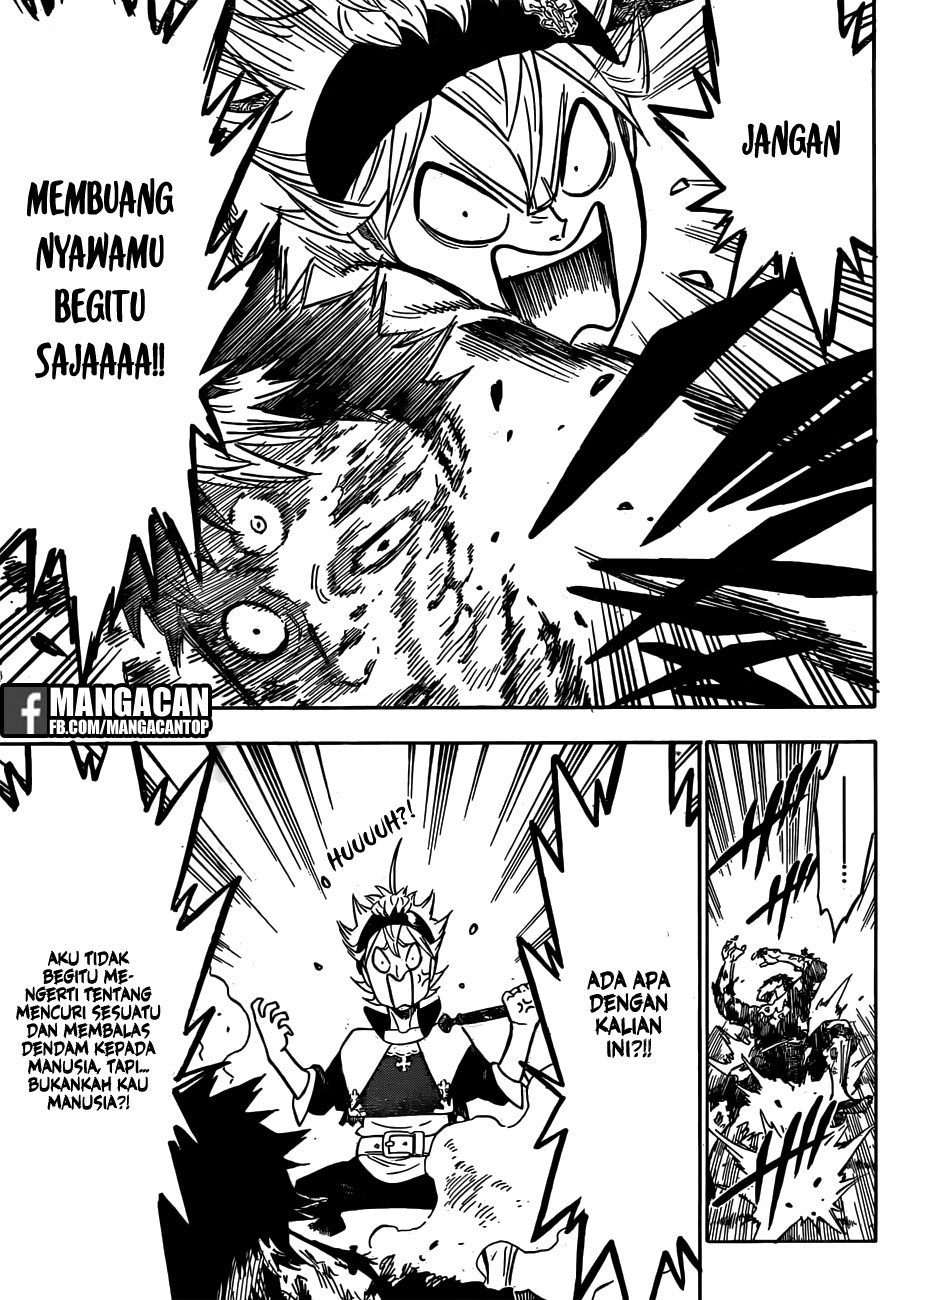 JANGAN
MEMBUANG
NYAWAMU
BEGITU
SAJAAAA!!
MANGACAN
FB.COM/MANGACANTOP
......
ADA APA
DENGAN
KALIAN
INI?!!
HUUUUH?!
AKU TIDAK
BEGITU ME-
NGERTI TENTANG
MENCURI SESUATU
DAN MEMBALAS
DENDAM KEPADA
MANUSIA, TAPI...
BUKANKAH KAU
MANUSIA?!